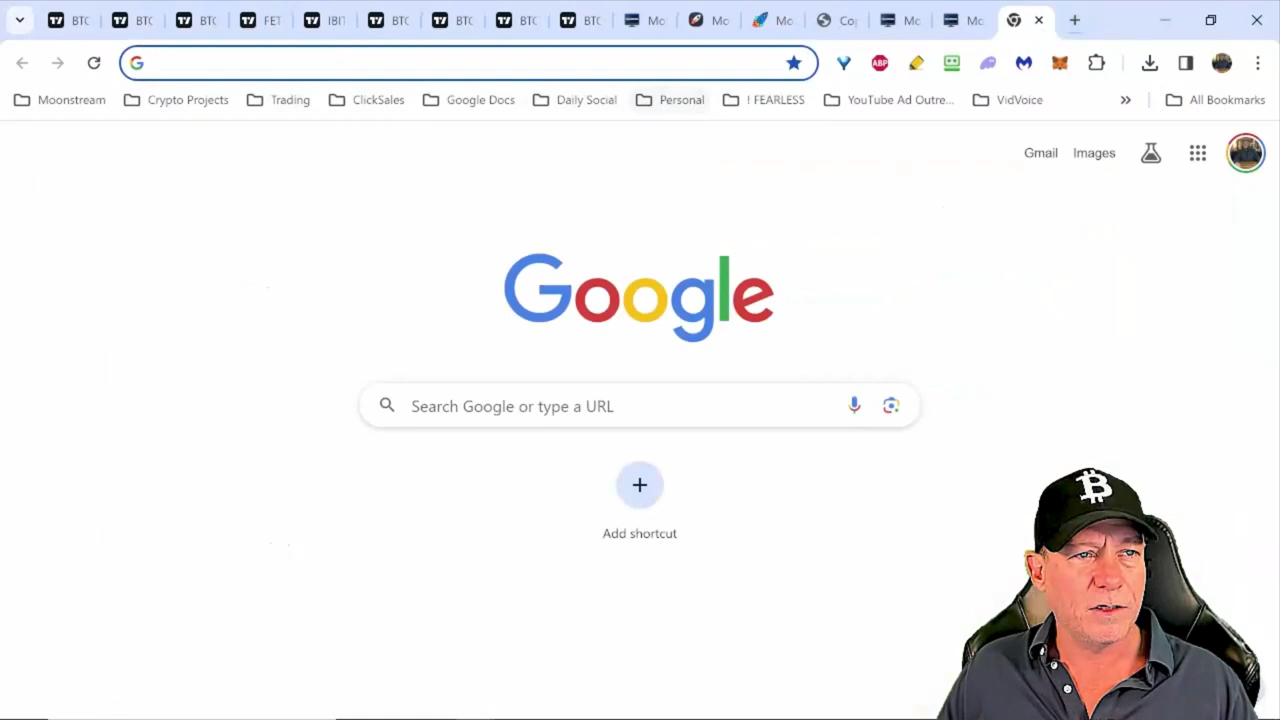 BTC BTC BTC FET IBIT BTC BTC BTC BTC Mo Mo Mo Co Mo Mo
Moonstream Crypto Projects Trading ClickSales Google Docs Daily Social Personal ! FEARLESS YouTube Ad Outre... VidVoice » All Bookmarks
Gmail Images
Google
Search Google or type a URL
Add shortcut